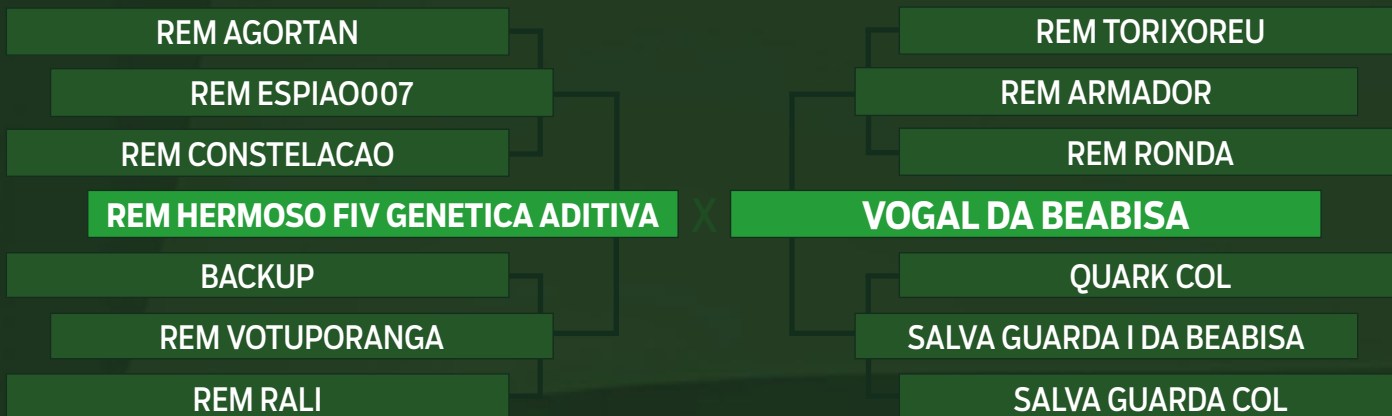 REM AGORTAN
REM ESPIAO007
REM CONSTELACAO
REM HERMOSO FIV GENETICA ADITIVA
BACKUP
REM VOTUPORANGA
REM RALI
X
REM TORIXOREU
REM ARMADOR
REM RONDA
VOGAL DA BEABISA
QUARK COL
SALVA GUARDA I DA BEABISA
SALVA GUARDA COL